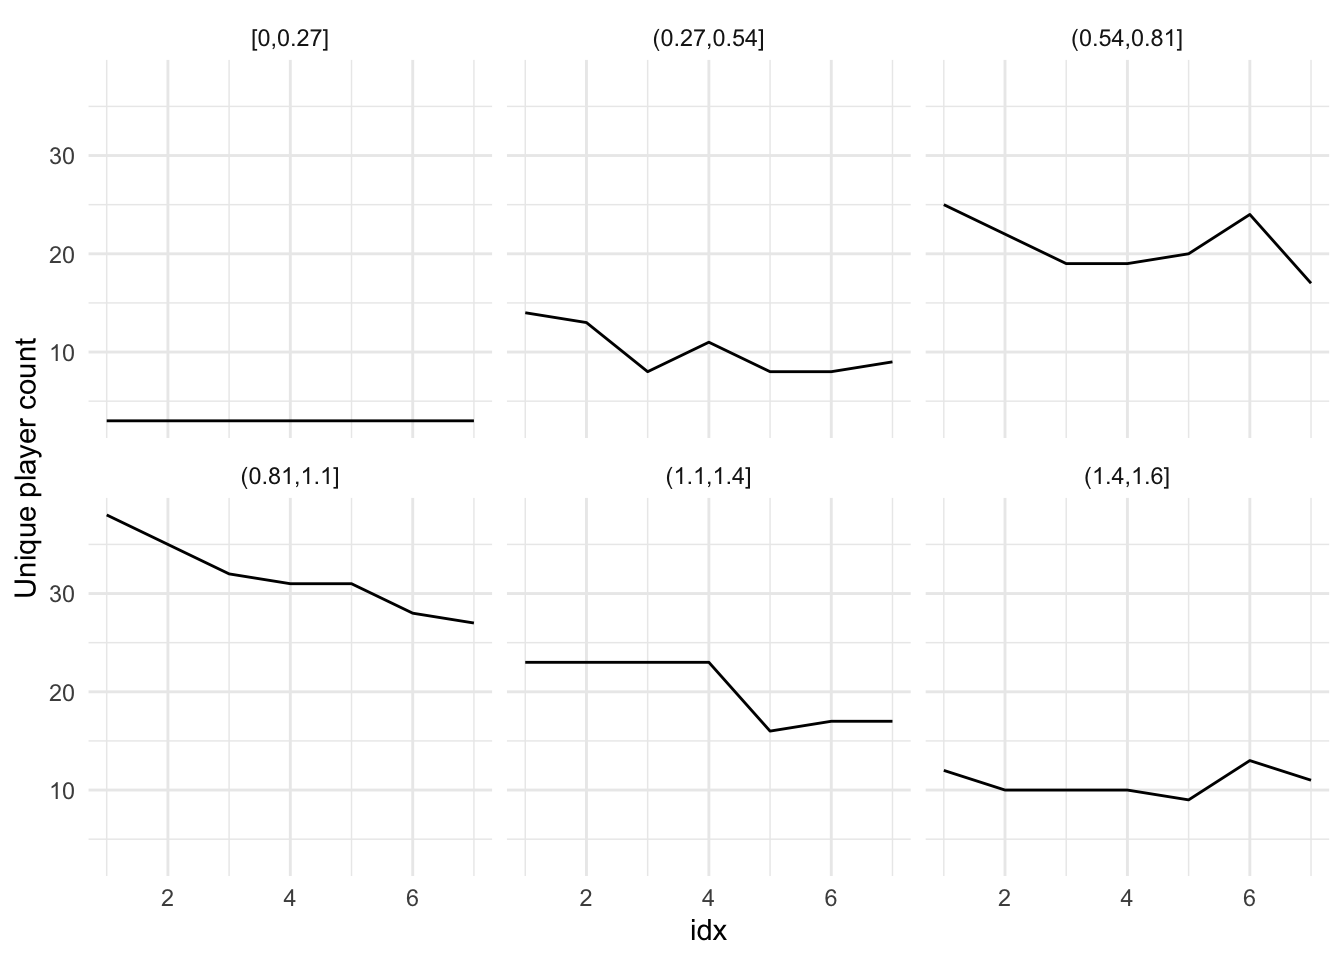 [0,0.27]
(0.27,0.54]
(0.54,0.81]
30
20
10
(0.81,1.1]
(1.1,1.4]
(1.4,1.6]
30
20
10
2 4 6
2 4 6
2 4 6
idx
Unique player count